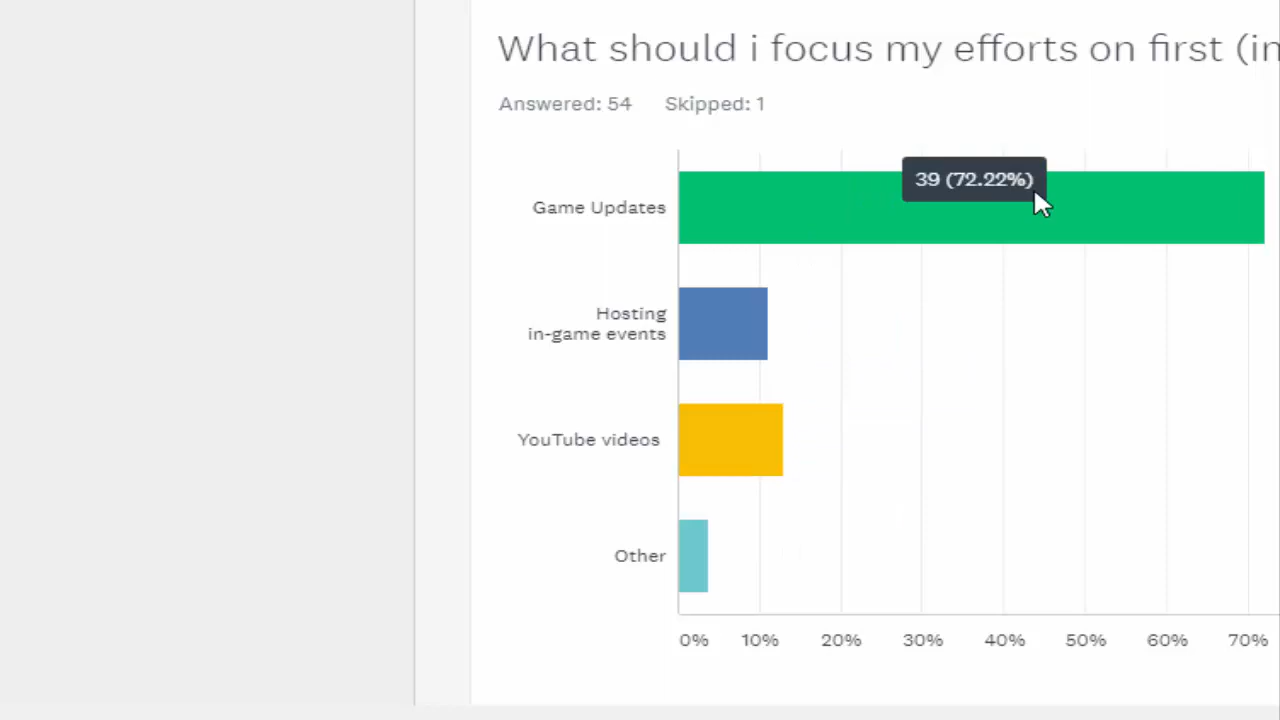 What should i focus my efforts on first (in
Answered: 54 Skipped: 1
39 (72.22%)
Game Updates
Hosting
in-game events
YouTube videos
Other
0% 10% 20% 30% 40% 50% 60% 70%